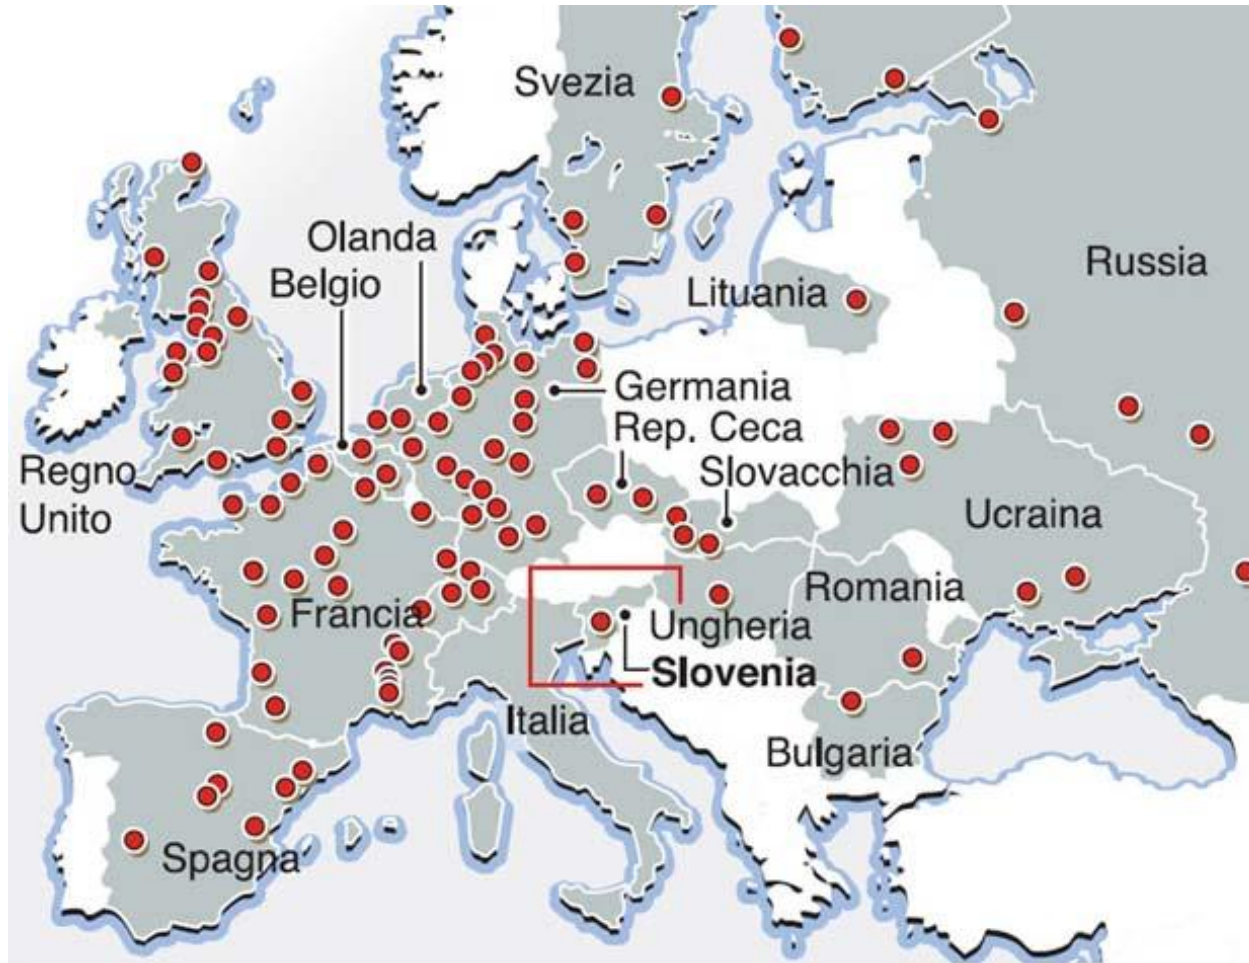 Svezia
Olanda
Belgio
Russia
Lituania
Germania
Rep. Ceca
Slovacchia
Regno
Unito
Ucraina
Francia
Romania
Ungheria
Slovenia
Italia
Bulgaria
Spagna